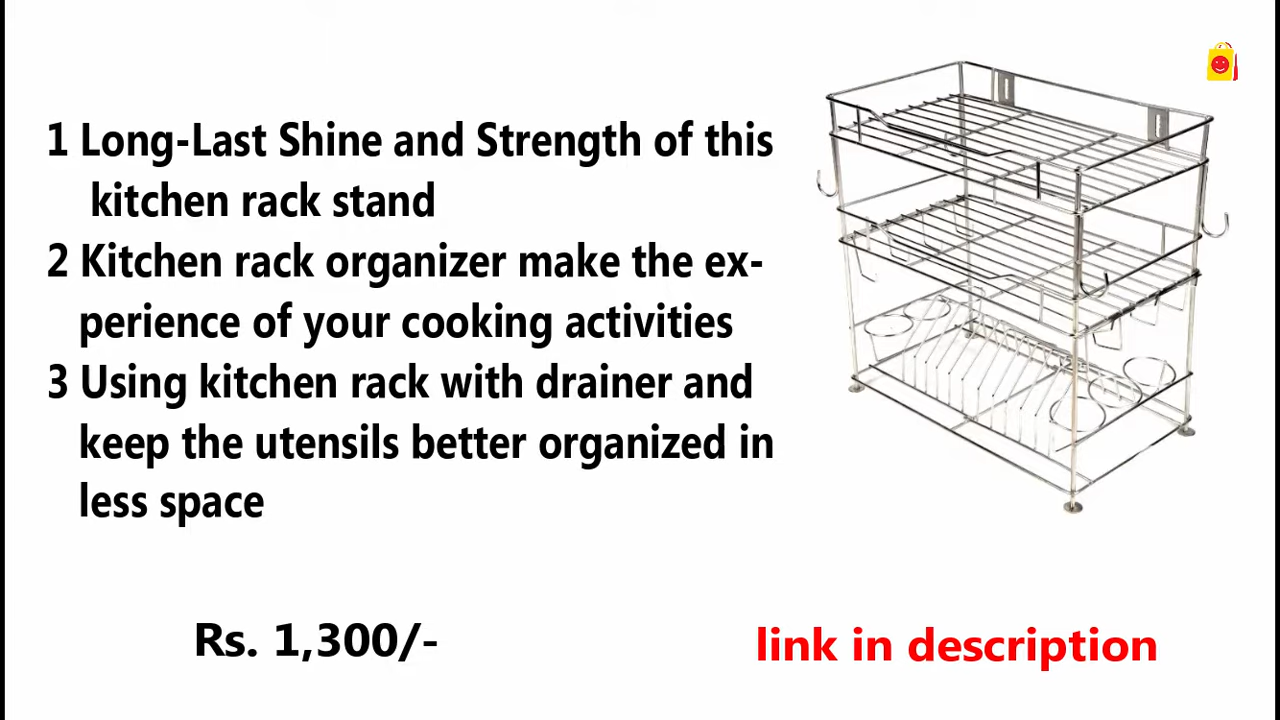 1 Long-Last Shine and Strength of this
kitchen rack stand
2 Kitchen rack organizer make the ex-
perience of your cooking activities
3 Using kitchen rack with drainer and
keep the utensils better organized in
less space
Rs. 1,300/-
link in description